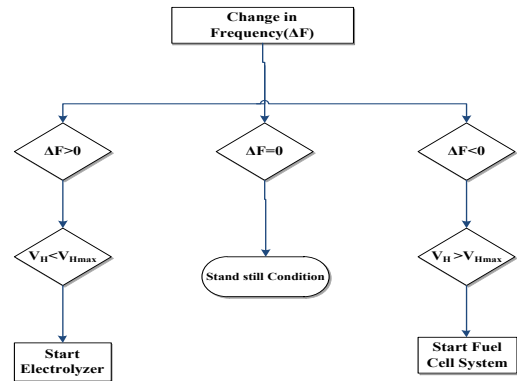 Change in
Frequency(ΔF)
ΔF>0
ΔF=0
ΔF<0
V_H<V_Hmax
Stand still Condition
V_H >V_Hmax
Start
Electrolyzer
Start Fuel
Cell System